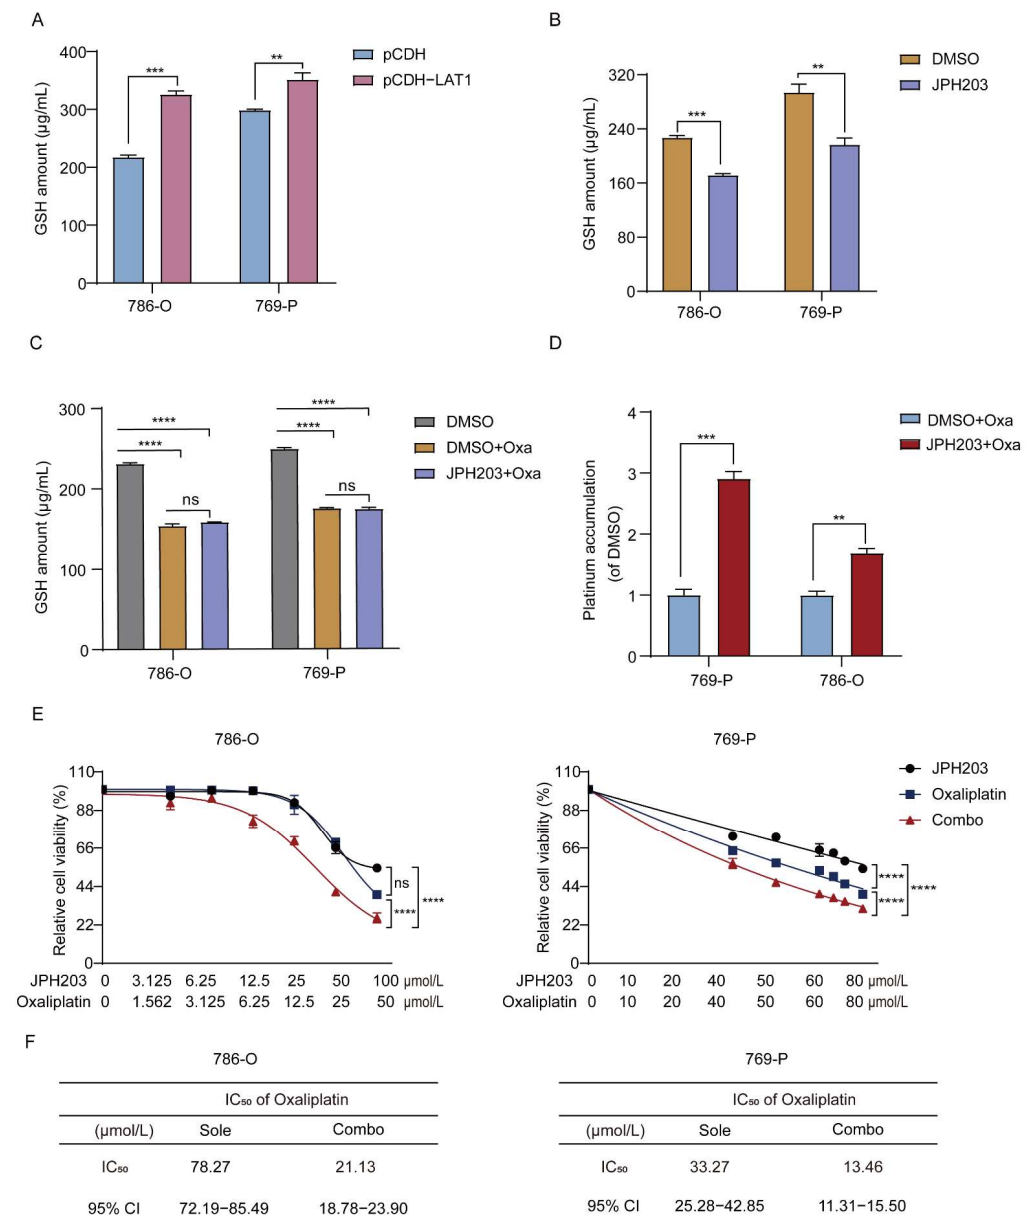 A
400
300
200
100
0
GSH amount (µg/mL)
***
**
786-O
769-P
pCDH
pCDH−LAT1
B
320
240
160
80
0
GSH amount (µg/mL)
***
**
786-O
769-P
DMSO
JPH203
C
300
200
100
0
GSH amount (µg/mL)
****
****
ns
****
****
ns
786-O
769-P
DMSO
DMSO+Oxa
JPH203+Oxa
D
4
3
2
1
0
Platinum accumulation
(of DMSO)
***
**
769-P
786-O
DMSO+Oxa
JPH203+Oxa
E
786-O
110
88
66
44
22
0
Relative cell viability (%)
ns
****
****
JPH203 0 3.125 6.25 12.5 25 50 100 µmol/L
Oxaliplatin 0 1.562 3.125 6.25 12.5 25 50 µmol/L
769-P
110
88
66
44
22
0
Relative cell viability (%)
****
****
****
JPH203 0 10 20 40 50 60 80 µmol/L
Oxaliplatin 0 10 20 40 50 60 80 µmol/L
JPH203
Oxaliplatin
Combo
F
786-O
IC₅₀ of Oxaliplatin
(µmol/L) Sole Combo
IC₅₀ 78.27 21.13
95% CI 72.19−85.49 18.78−23.90
769-P
IC₅₀ of Oxaliplatin
(µmol/L) Sole Combo
IC₅₀ 33.27 13.46
95% CI 25.28−42.85 11.31−15.50